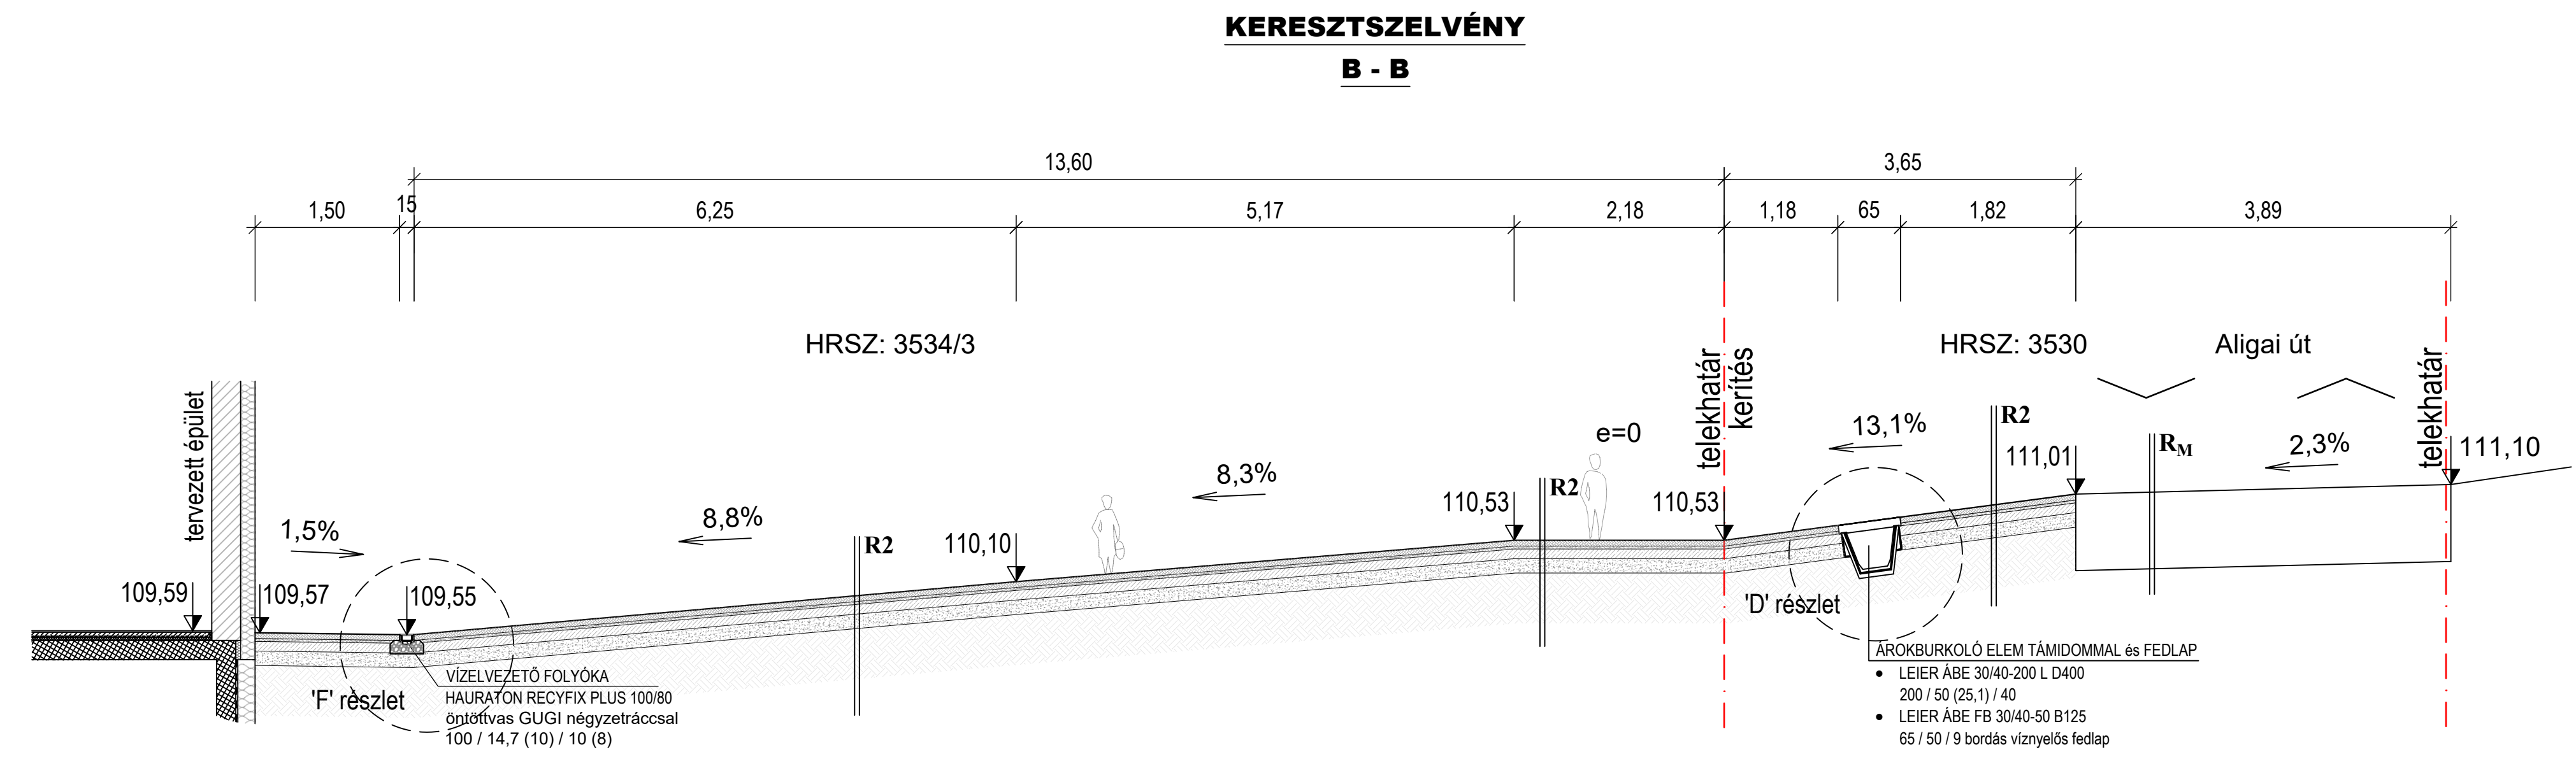 KERESZTSZELVÉNY
B - B
13,60
3,65
1,50
15
6,25
5,17
2,18
1,18
65
1,82
3,89
HRSZ: 3534/3
HRSZ: 3530
Aligai út
tervezett épület
telekhatár
kerítés
telekhatár
1,5%
8,8%
8,3%
e=0
13,1%
2,3%
R2
R2
R2
RM
109,59
109,57
109,55
110,10
110,53
110,53
111,01
111,10
'F' részlet
'D' részlet
VÍZELVEZETŐ FOLYÓKA
HAURATON RECYFIX PLUS 100/80
öntöttvas GUGI négyzetráccsal
100 / 14,7 (10) / 10 (8)
ÁROKBURKOLÓ ELEM TÁMIDOMMAL és FEDLAP
• LEIER ÁBE 30/40-200 L D400
200 / 50 (25,1) / 40
• LEIER ÁBE FB 30/40-50 B125
65 / 50 / 9 bordás víznyelős fedlap